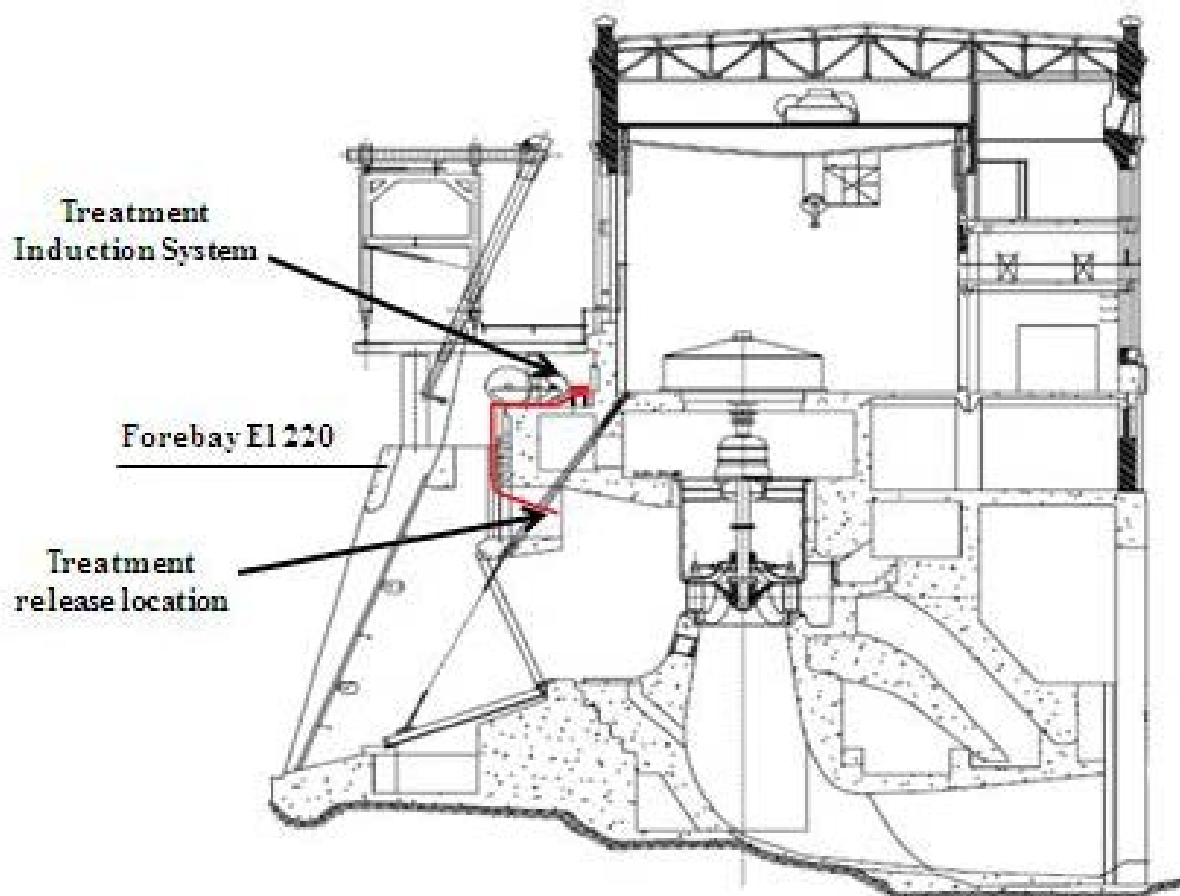 Treatment
Induction System
Forebay El 220
Treatment
release location